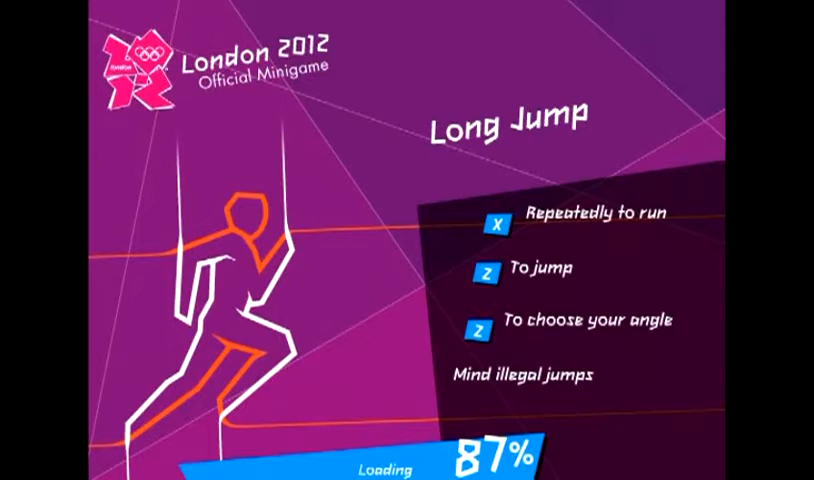 london
London 2012
Official Minigame
Long Jump
X Repeatedly to run
Z To jump
Z To choose your angle
Mind illegal jumps
Loading 87%